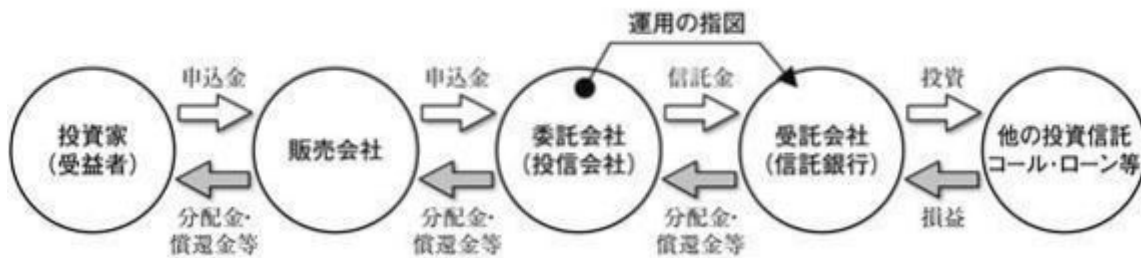 運用の指図
申込金
申込金
信託金
投資
投資家
(受益者)
販売会社
委託会社
(投信会社)
受託会社
(信託銀行)
他の投資信託
コール・ローン等
分配金・
償還金等
分配金・
償還金等
分配金・
償還金等
損益